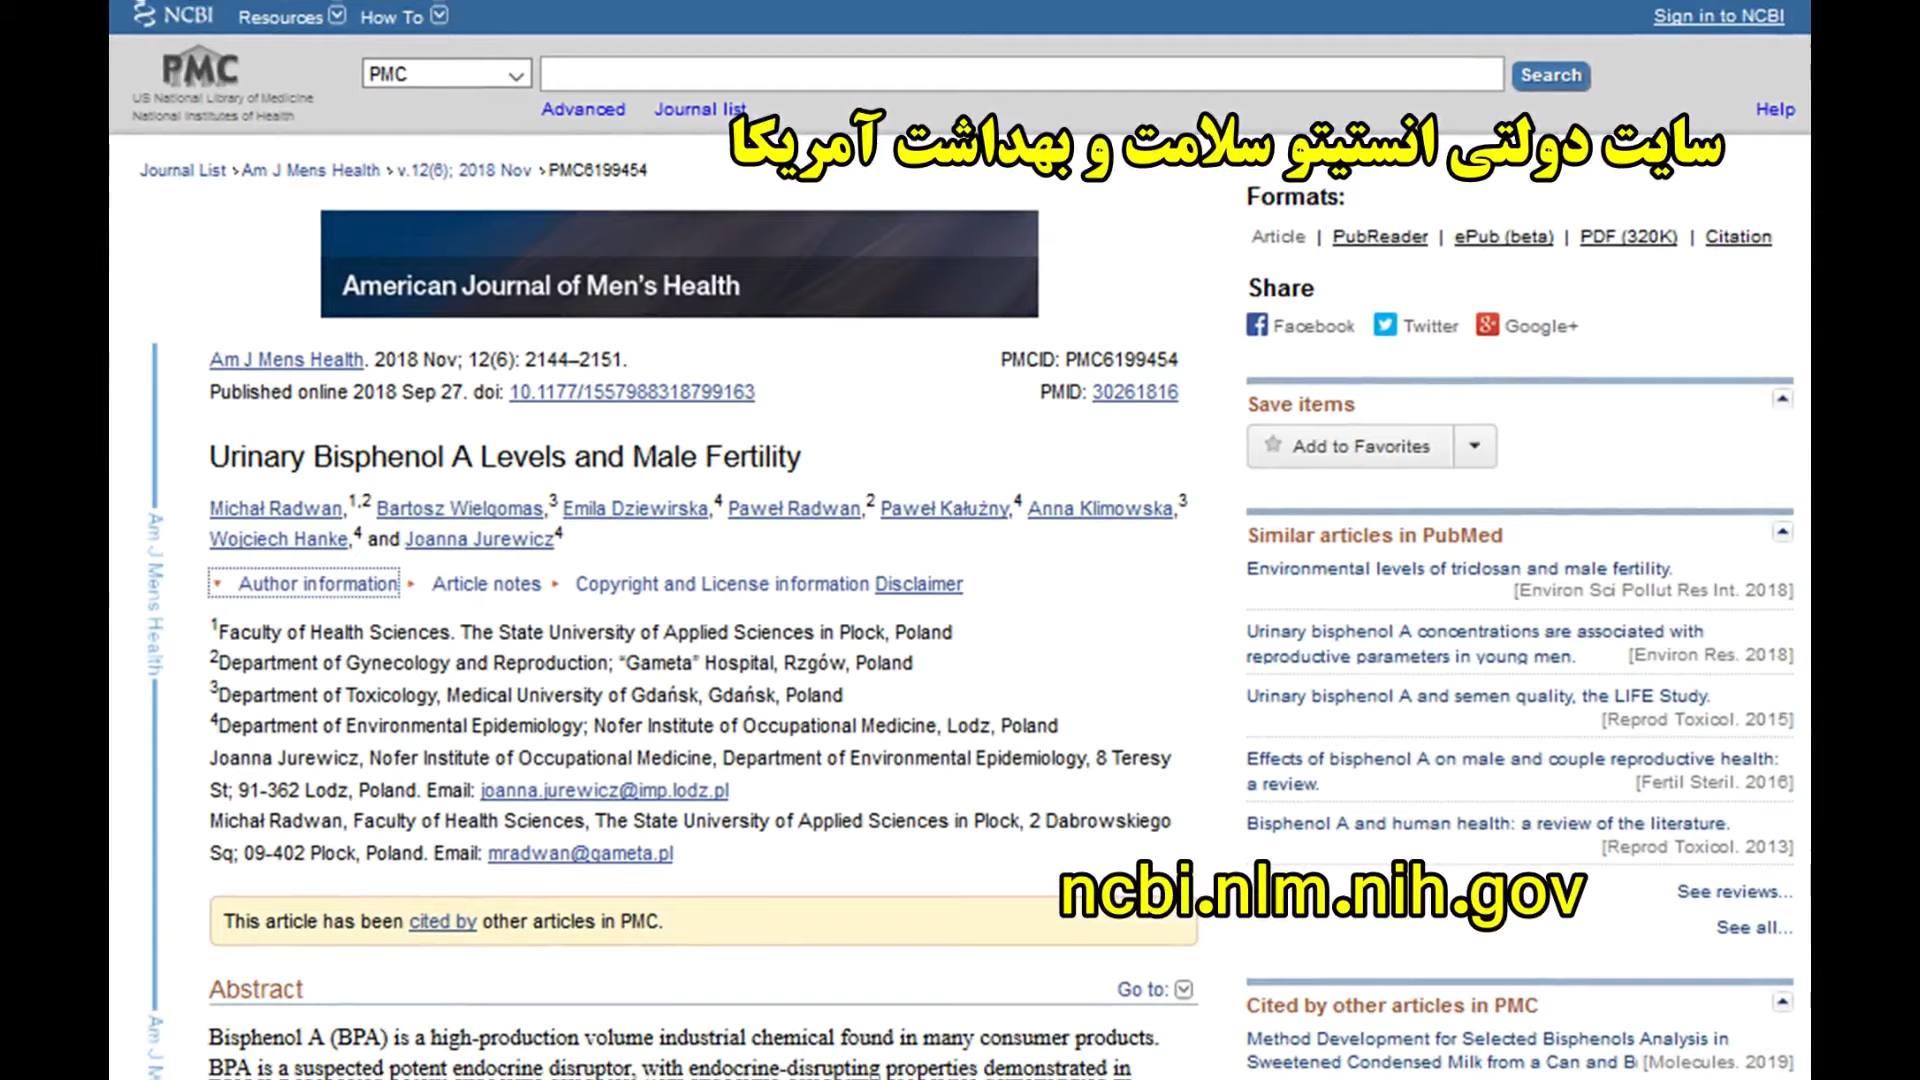 NCBI Resources How To Sign in to NCBI
PMC
US National Library of Medicine
National Institutes of Health
PMC
Search
Advanced Journal list
Help
سایت دولتی انستیتو سلامت و بهداشت آمریکا
Journal List > Am J Mens Health > v.12(6); 2018 Nov > PMC6199454
American Journal of Men's Health
Am J Mens Health. 2018 Nov; 12(6): 2144–2151.
PMCID: PMC6199454
Published online 2018 Sep 27. doi: 10.1177/1557988318799163
PMID: 30261816
Urinary Bisphenol A Levels and Male Fertility
Michał Radwan,1,2 Bartosz Wielgomas,3 Emila Dziewirska,4 Paweł Radwan,2 Paweł Kałużny,4 Anna Klimowska,3
Wojciech Hanke,4 and Joanna Jurewicz4
Author information Article notes Copyright and License information Disclaimer
1Faculty of Health Sciences. The State University of Applied Sciences in Plock, Poland
2Department of Gynecology and Reproduction; “Gameta” Hospital, Rzgów, Poland
3Department of Toxicology, Medical University of Gdańsk, Gdańsk, Poland
4Department of Environmental Epidemiology; Nofer Institute of Occupational Medicine, Lodz, Poland
Joanna Jurewicz, Nofer Institute of Occupational Medicine, Department of Environmental Epidemiology, 8 Teresy
St; 91-362 Lodz, Poland. Email: joanna.jurewicz@imp.lodz.pl
Michał Radwan, Faculty of Health Sciences, The State University of Applied Sciences in Plock, 2 Dabrowskiego
Sq; 09-402 Plock, Poland. Email: mradwan@gameta.pl
This article has been cited by other articles in PMC.
Abstract
Go to:
Bisphenol A (BPA) is a high-production volume industrial chemical found in many consumer products.
BPA is a suspected potent endocrine disruptor, with endocrine-disrupting properties demonstrated in
Am J Mens Health
Am J M
Formats:
Article | PubReader | ePub (beta) | PDF (320K) | Citation
Share
Facebook Twitter Google+
Save items
Add to Favorites
Similar articles in PubMed
Environmental levels of triclosan and male fertility.
[Environ Sci Pollut Res Int. 2018]
Urinary bisphenol A concentrations are associated with
reproductive parameters in young men. [Environ Res. 2018]
Urinary bisphenol A and semen quality, the LIFE Study.
[Reprod Toxicol. 2015]
Effects of bisphenol A on male and couple reproductive health:
a review. [Fertil Steril. 2016]
Bisphenol A and human health: a review of the literature.
[Reprod Toxicol. 2013]
ncbi.nlm.nih.gov
See reviews...
See all...
Cited by other articles in PMC
Method Development for Selected Bisphenols Analysis in
Sweetened Condensed Milk from a Can and B [Molecules. 2019]